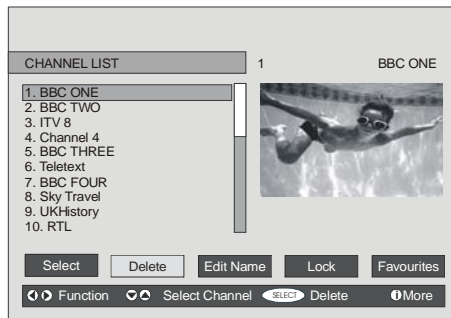 CHANNEL LIST
1 BBC ONE
1. BBC ONE
2. BBC TWO
3. ITV 8
4. Channel 4
5. BBC THREE
6. Teletext
7. BBC FOUR
8. Sky Travel
9. UKHistory
10. RTL
Select Delete Edit Name Lock Favourites
Function Select Channel SELECT Delete i More